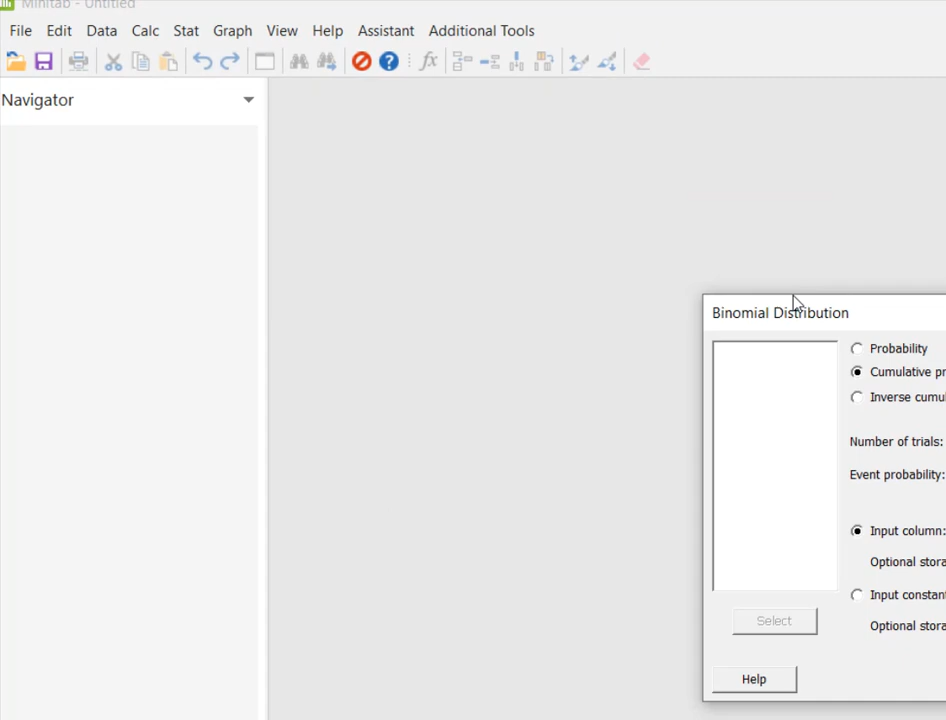 Minitab - Untitled
File Edit Data Calc Stat Graph View Help Assistant Additional Tools
Navigator
Binomial Distribution
Probability
Cumulative pr
Inverse cumul
Number of trials:
Event probability:
Input column:
Optional stora
Input constant
Optional stora
Select
Help